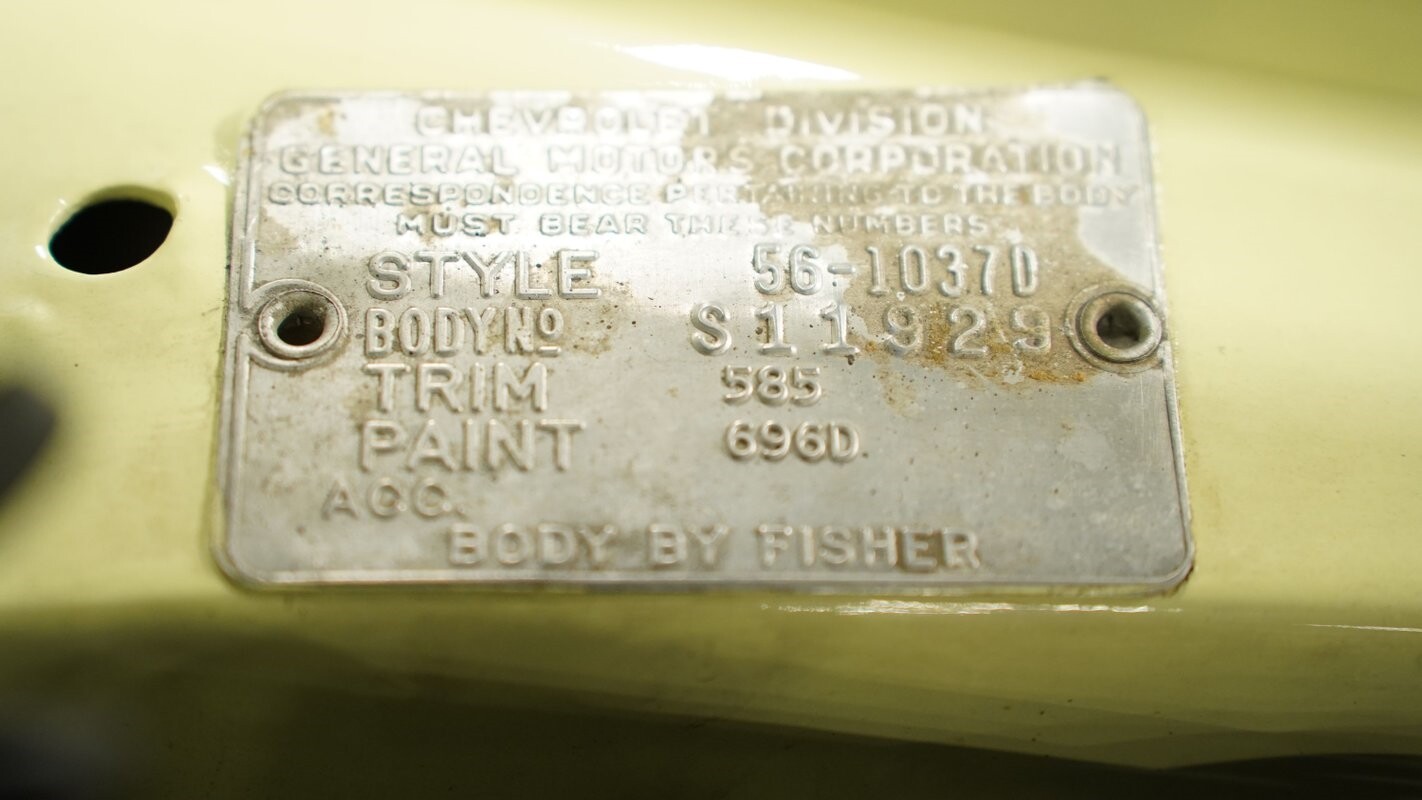 CHEVROLET DIVISION
GENERAL MOTORS CORPORATION
CORRESPONDENCE PERTAINING TO THE BODY
MUST BEAR THESE NUMBERS
STYLE 56-1037D
BODY NO S11929
TRIM 585
PAINT 696D
ACC.
BODY BY FISHER